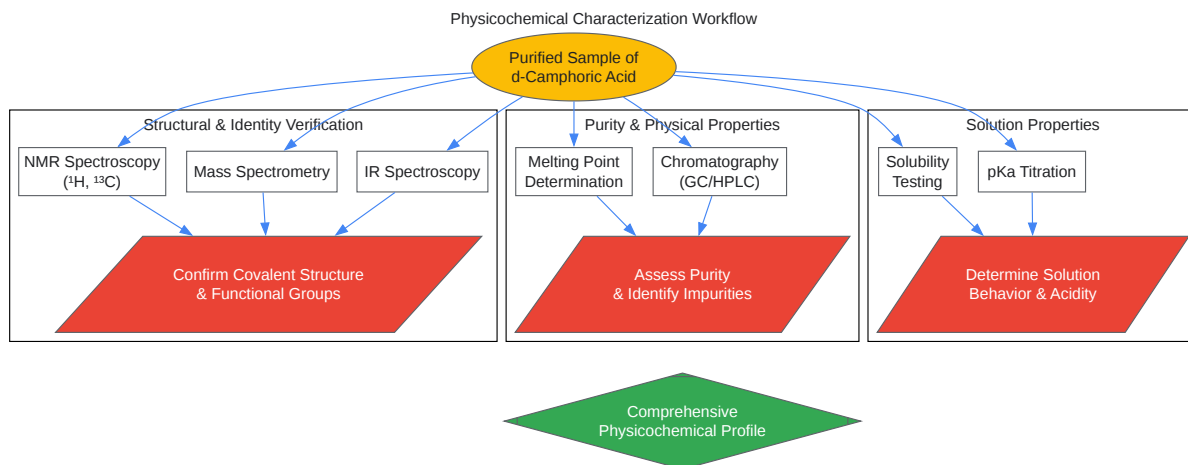 Physicochemical Characterization Workflow
Purified Sample of
d-Camphoric Acid
Structural & Identity Verification
NMR Spectroscopy
(¹H, ¹³C)
Mass Spectrometry
IR Spectroscopy
Confirm Covalent Structure
& Functional Groups
Purity & Physical Properties
Melting Point
Determination
Chromatography
(GC/HPLC)
Assess Purity
& Identify Impurities
Solution Properties
Solubility
Testing
pKa Titration
Determine Solution
Behavior & Acidity
Comprehensive
Physicochemical Profile